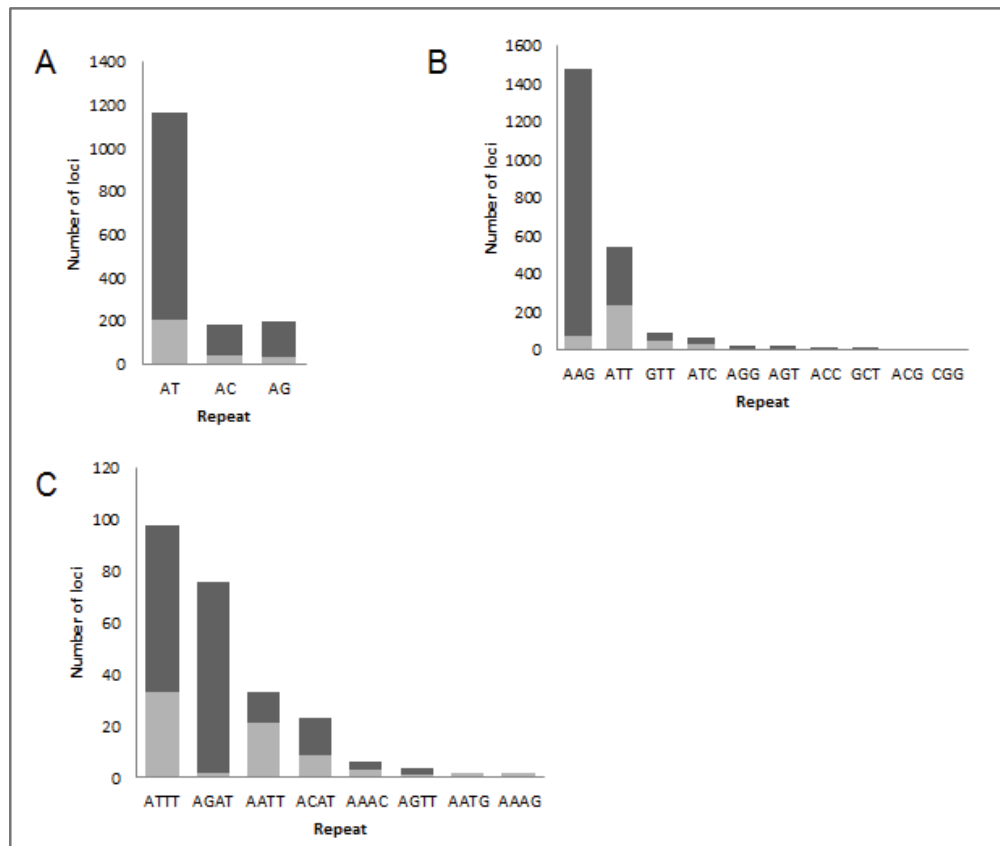 A
1400
1200
1000
800
600
400
200
0
Number of loci
AT AC AG
Repeat
B
1600
1400
1200
1000
800
600
400
200
0
Number of loci
AAG ATT GTT ATC AGG AGT ACC GCT ACG CGG
Repeat
C
120
100
80
60
40
20
0
Number of loci
ATTT AGAT AATT ACAT AAAC AGTT AATG AAAG
Repeat